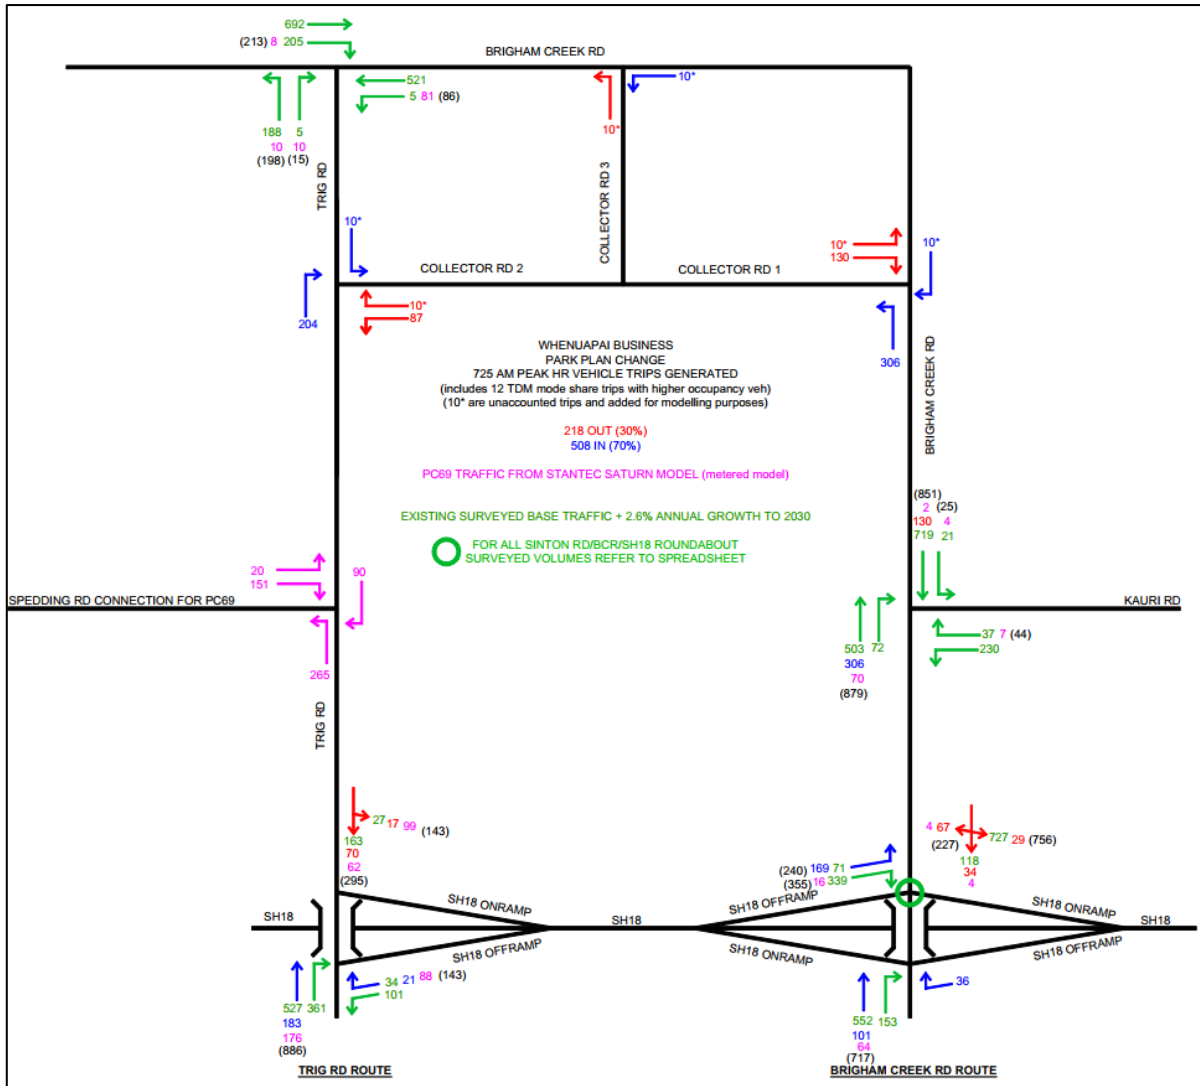 692
(213) 8 205
BRIGHAM CREEK RD
521
5 81 (86)
10*
10*
188 5
10 10
(198) (15)
TRIG RD
COLLECTOR RD 3
10*
10*
130
10*
COLLECTOR RD 2
COLLECTOR RD 1
204
10*
87
306
BRIGHAM CREEK RD
WHENUAPAI BUSINESS
PARK PLAN CHANGE
725 AM PEAK HR VEHICLE TRIPS GENERATED
(includes 12 TDM mode share trips with higher occupancy veh)
(10* are unaccounted trips and added for modelling purposes)
218 OUT (30%)
508 IN (70%)
PC69 TRAFFIC FROM STANTEC SATURN MODEL (metered model)
EXISTING SURVEYED BASE TRAFFIC + 2.6% ANNUAL GROWTH TO 2030
FOR ALL SINTON RD/BCR/SH18 ROUNDABOUT
SURVEYED VOLUMES REFER TO SPREADSHEET
(851)
2 (25)
130 4
719 21
20
151
90
SPEDDING RD CONNECTION FOR PC69
KAURI RD
265
503 72
306
70
(879)
37 7 (44)
230
TRIG RD
27 17 99 (143)
163
70
62
(295)
4 67
(227)
727 29 (756)
118
34
4
(240) 169 71
(355) 16 339
SH18
SH18 ONRAMP
SH18 OFFRAMP
SH18
SH18 OFFRAMP
SH18 ONRAMP
SH18 ONRAMP
SH18 OFFRAMP
SH18
527 361
183
176
(886)
34 21 88 (143)
101
552 153
101
64
(717)
36
TRIG RD ROUTE
BRIGHAM CREEK RD ROUTE